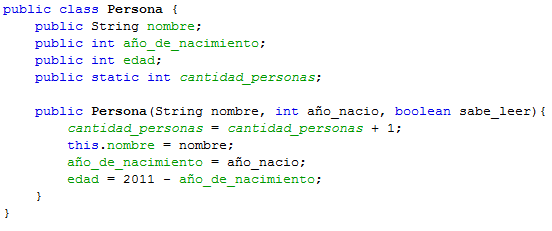 public class Persona {
    public String nombre;
    public int año_de_nacimiento;
    public int edad;
    public static int cantidad_personas;

    public Persona(String nombre, int año_nacio, boolean sabe_leer){
        cantidad_personas = cantidad_personas + 1;
        this.nombre = nombre;
        año_de_nacimiento = año_nacio;
        edad = 2011 - año_de_nacimiento;
    }
}